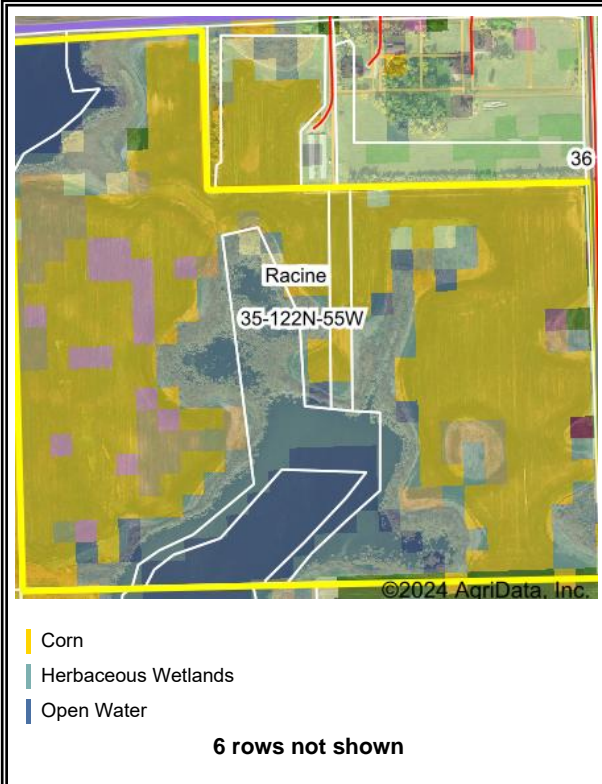 36
Racine
35-122N-55W
©2024 AgriData, Inc.
Corn
Herbaceous Wetlands
Open Water
6 rows not shown